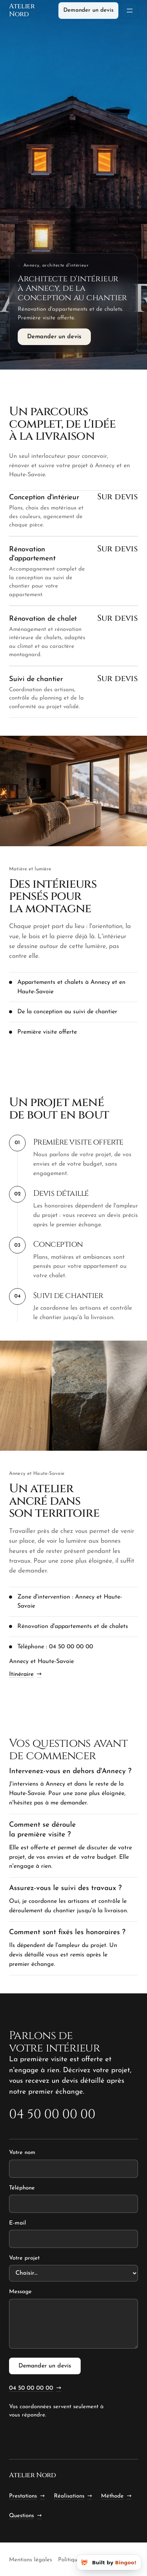 Atelier
Nord
Demander un devis
Annecy, architecte d'intérieur
Architecte d'intérieur
à Annecy, de la
conception au chantier
Rénovation d'appartements et de chalets.
Première visite offerte.
Demander un devis
Un parcours
complet, de l'idée
à la livraison
Un seul interlocuteur pour concevoir,
rénover et suivre votre projet à Annecy et en
Haute-Savoie.
Conception d'intérieur
Sur devis
Plans, choix des matériaux et
des couleurs, agencement de
chaque pièce.
Rénovation
d'appartement
Sur devis
Accompagnement complet de
la conception au suivi de
chantier pour votre
appartement.
Rénovation de chalet
Sur devis
Aménagement et rénovation
intérieure de chalets, adaptés
au climat et au caractère
montagnard.
Suivi de chantier
Sur devis
Coordination des artisans,
contrôle du planning et de la
conformité au projet validé.
Matière et lumière
Des intérieurs
pensés pour
la montagne
Chaque projet part du lieu : l'orientation, la
vue, le bois et la pierre déjà là. L'intérieur
se dessine autour de cette lumière, pas
contre elle.
Appartements et chalets à Annecy et en
Haute-Savoie
De la conception au suivi de chantier
Première visite offerte
Un projet mené
de bout en bout
01
Première visite offerte
Nous parlons de votre projet, de vos
envies et de votre budget, sans
engagement.
02
Devis détaillé
Les honoraires dépendent de l'ampleur
du projet : vous recevez un devis précis
après le premier échange.
03
Conception
Plans, matières et ambiances sont
pensés pour votre appartement ou
votre chalet.
04
Suivi de chantier
Je coordonne les artisans et contrôle
le chantier jusqu'à la livraison.
Annecy et Haute-Savoie
Un atelier
ancré dans
son territoire
Travailler près de chez vous permet de venir
sur place, de voir la lumière aux bonnes
heures et de rester présent pendant les
travaux. Pour une zone plus éloignée, il suffit
de demander.
Zone d'intervention : Annecy et Haute-
Savoie
Rénovation d'appartements et de chalets
Téléphone : 04 50 00 00 00
Annecy et Haute-Savoie
Itinéraire →
Vos questions avant
de commencer
Intervenez-vous en dehors d'Annecy ?
J'interviens à Annecy et dans le reste de la
Haute-Savoie. Pour une zone plus éloignée,
n'hésitez pas à me demander.
Comment se déroule
la première visite ?
Elle est offerte et permet de discuter de votre
projet, de vos envies et de votre budget. Elle
n'engage à rien.
Assurez-vous le suivi des travaux ?
Oui, je coordonne les artisans et contrôle le
déroulement du chantier jusqu'à la livraison.
Comment sont fixés les honoraires ?
Ils dépendent de l'ampleur du projet. Un
devis détaillé vous est remis après le
premier échange.
Parlons de
votre intérieur
La première visite est offerte et
n'engage à rien. Décrivez votre projet,
vous recevez un devis détaillé après
notre premier échange.
04 50 00 00 00
Votre nom
Téléphone
E-mail
Votre projet
Choisir...
Message
Demander un devis
04 50 00 00 00 →
Vos coordonnées servent seulement à
vous répondre.
Atelier Nord
Prestations → Réalisations → Méthode →
Questions →
Mentions légales
Built by Bingoo!